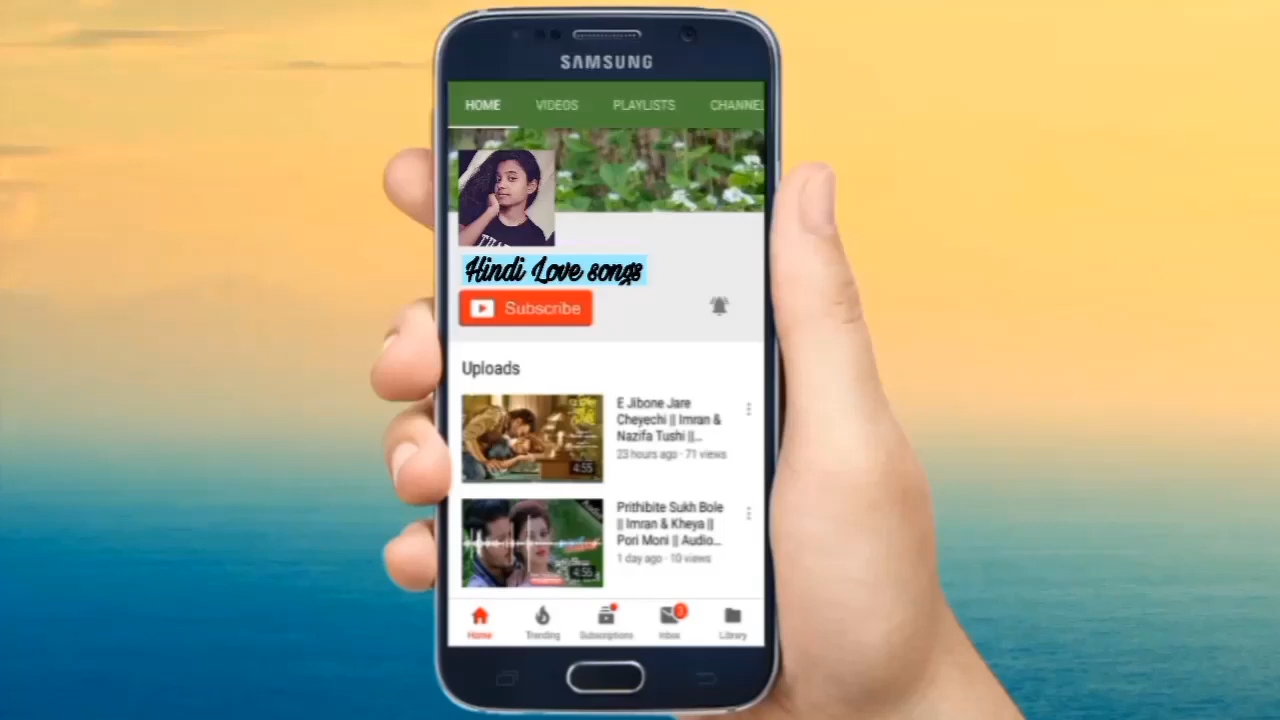 SAMSUNG
HOME VIDEOS PLAYLISTS CHANNEL
Hindi Love songs
Subscribe
Uploads
E Jibone Jare
Cheyechi || Imran &
Nazifa Tushi ||...
23 hours ago · 71 views
4:55
Prithibite Sukh Bole
|| Imran & Kheya ||
Pori Moni || Audio...
1 day ago · 10 views
4:55
3
Home Trending Subscriptions Inbox Library